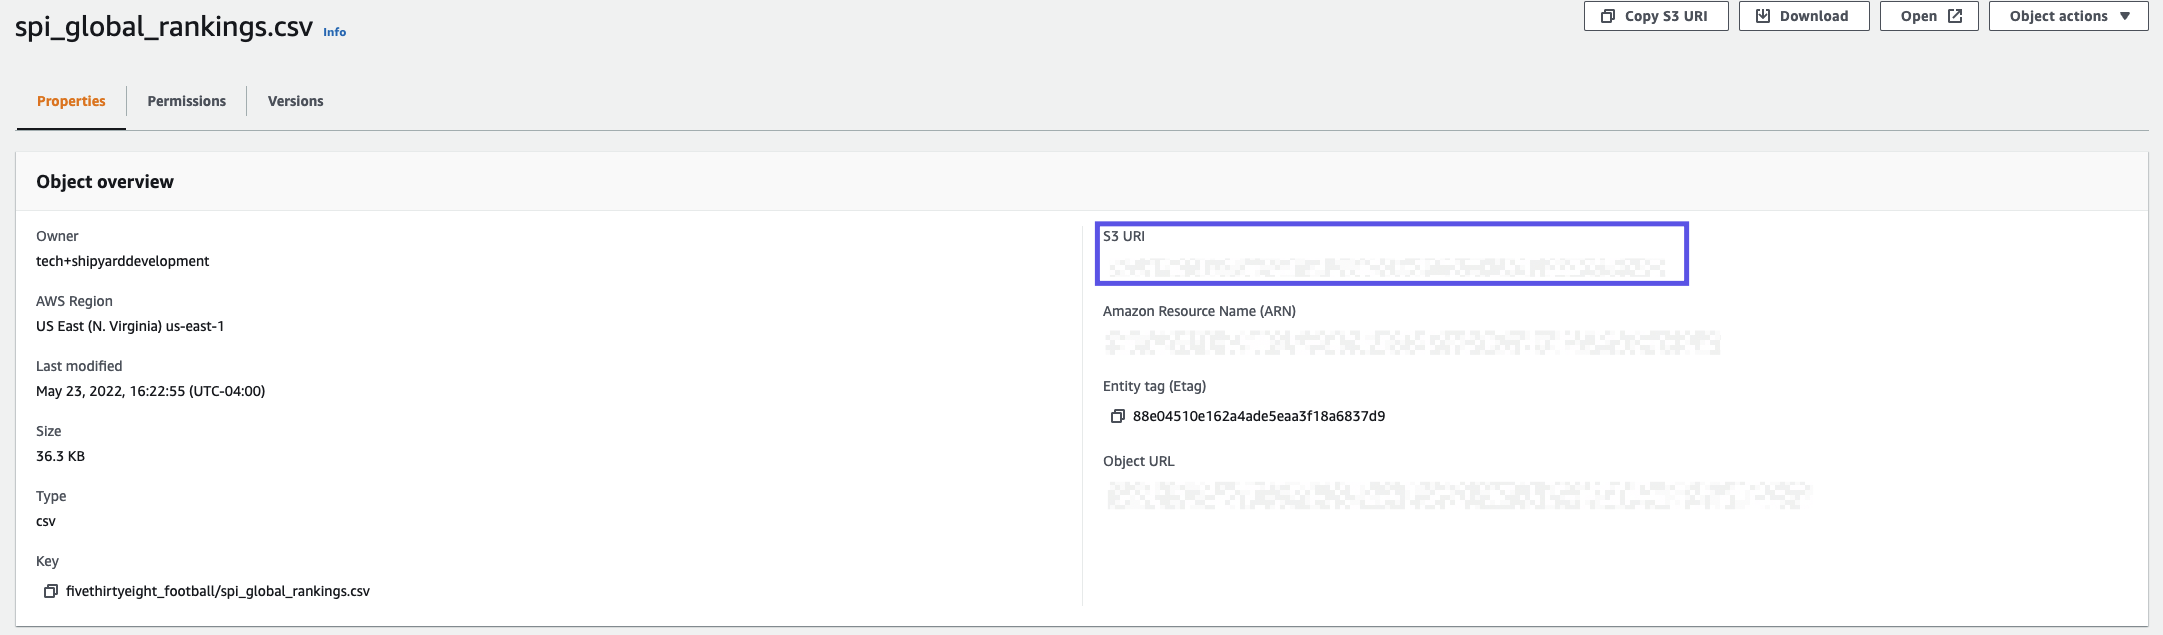 spi_global_rankings.csv Info
Copy S3 URI
Download
Open
Object actions
Properties
Permissions
Versions
Object overview
Owner
tech+shipyarddevelopment
AWS Region
US East (N. Virginia) us-east-1
Last modified
May 23, 2022, 16:22:55 (UTC-04:00)
Size
36.3 KB
Type
csv
Key
fivethirtyeight_football/spi_global_rankings.csv
S3 URI
Amazon Resource Name (ARN)
Entity tag (Etag)
88e04510e162a4ade5eaa3f18a6837d9
Object URL